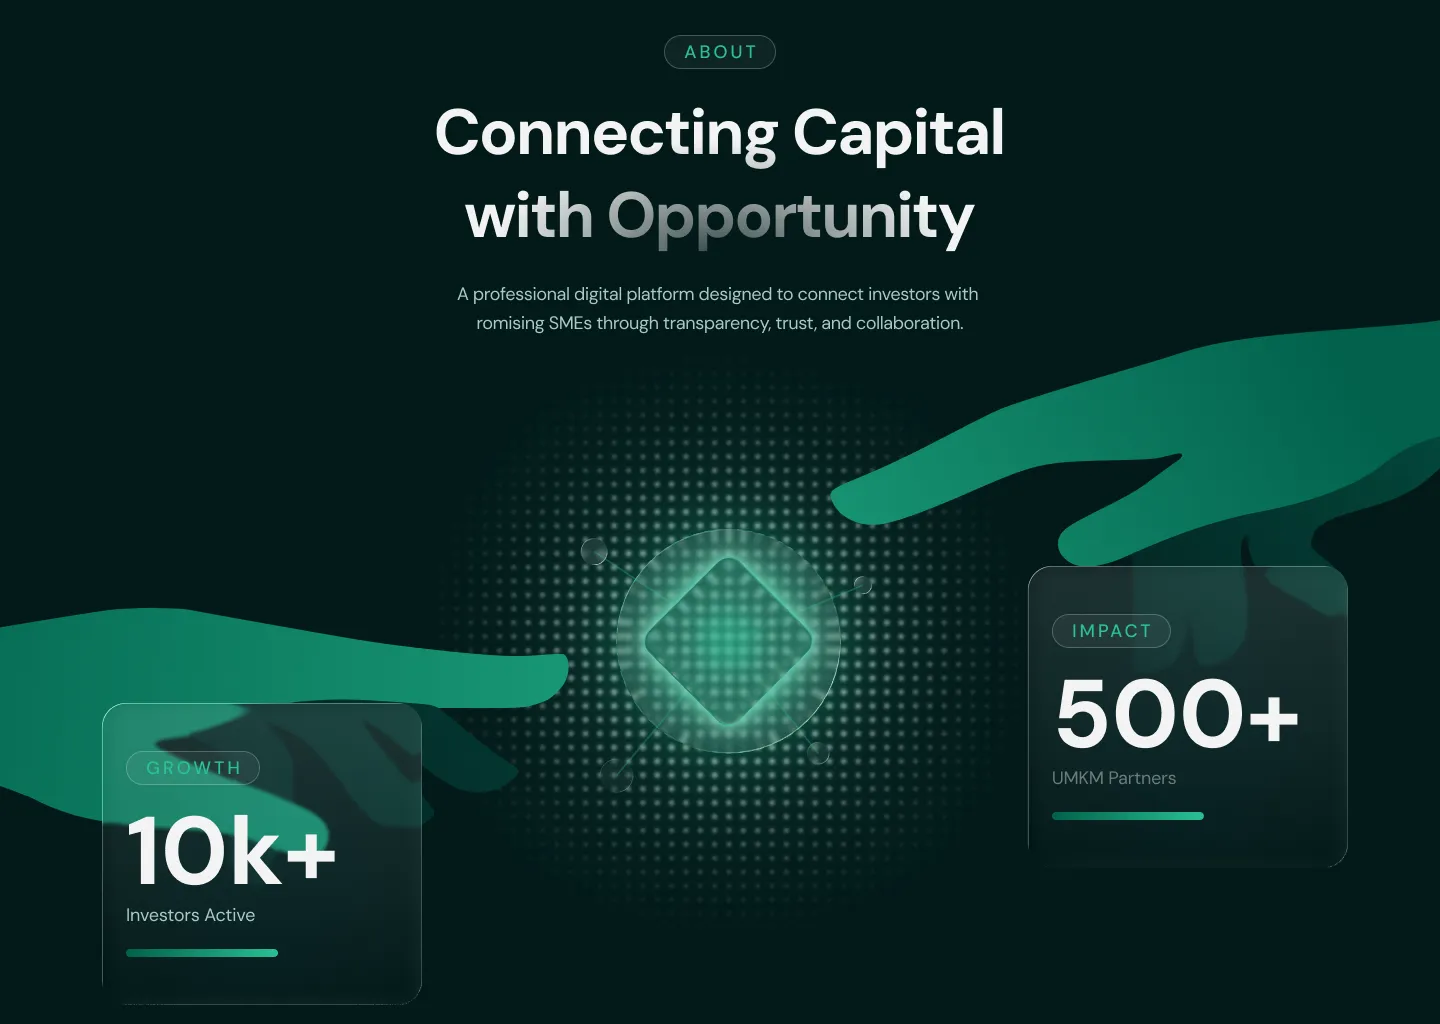 ABOUT
Connecting Capital
with Opportunity
A professional digital platform designed to connect investors with
romising SMEs through transparency, trust, and collaboration.
IMPACT
500+
UMKM Partners
GROWTH
10k+
Investors Active